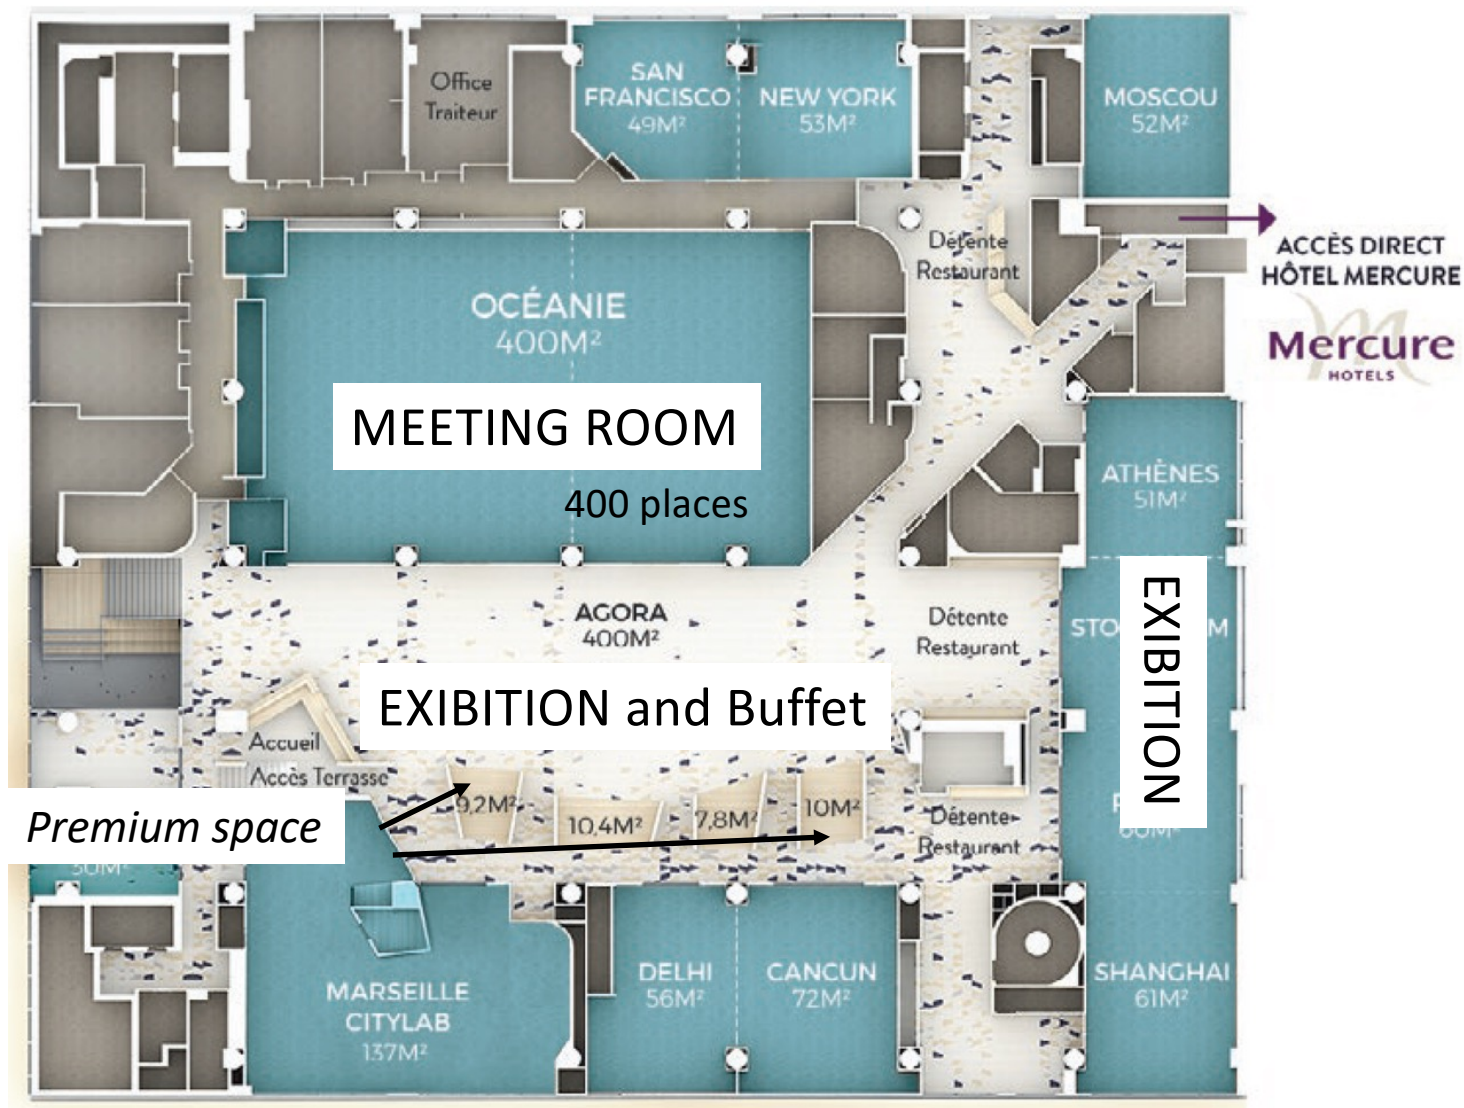 Office
Traiteur
SAN
FRANCISCO
49M²
NEW YORK
53M²
MOSCOU
52M²
ACCÈS DIRECT
HÔTEL MERCURE
Mercure
HOTELS
Détente
Restaurant
OCÉANIE
400M²
MEETING ROOM
400 places
ATHÈNES
51M²
AGORA
400M²
Détente
Restaurant
EXIBITION
EXIBITION and Buffet
Accueil
Accès Terrasse
Premium space
9,2M²
10,4M²
7,8M²
10M²
Détente
Restaurant
60M²
30M²
MARSEILLE
CITYLAB
137M²
DELHI
56M²
CANCUN
72M²
SHANGHAI
61M²